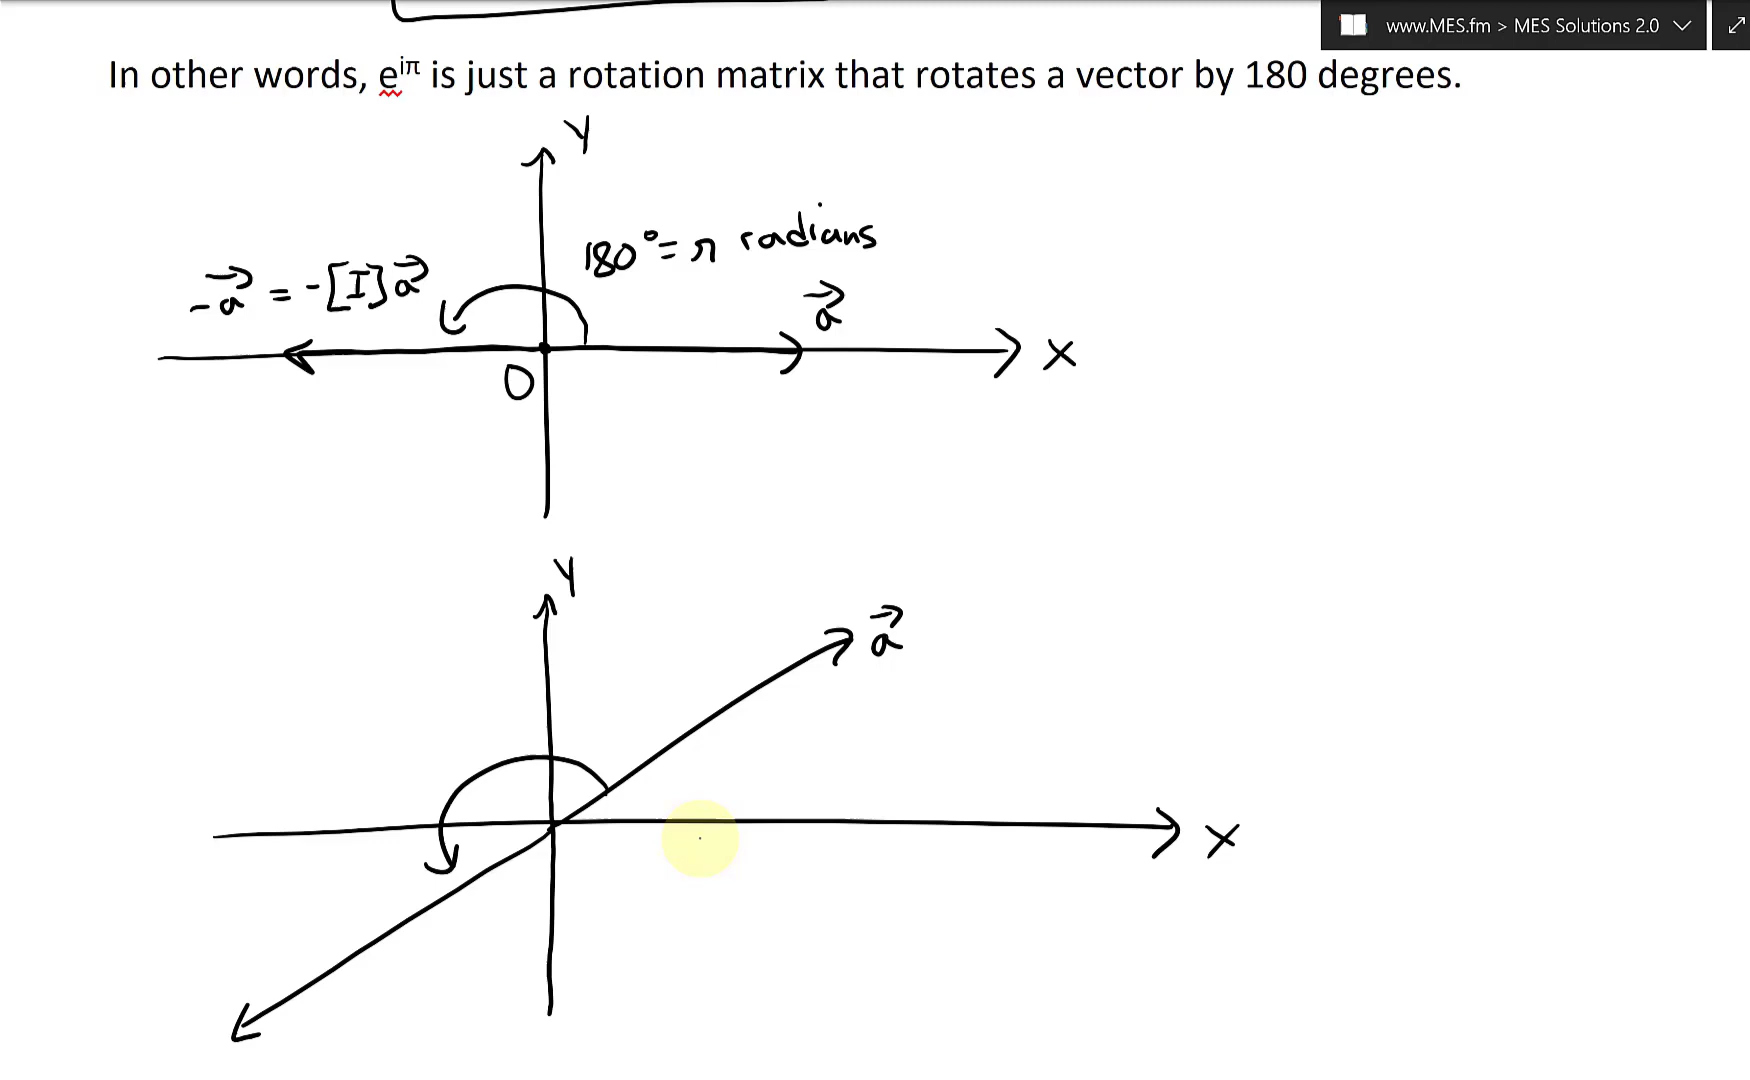 www.MES.fm > MES Solutions 2.0
In other words, e^iπ is just a rotation matrix that rotates a vector by 180 degrees.
Y
180° = π radians
-a⃗ = -[I]a⃗
a⃗
X
O
Y
a⃗
X